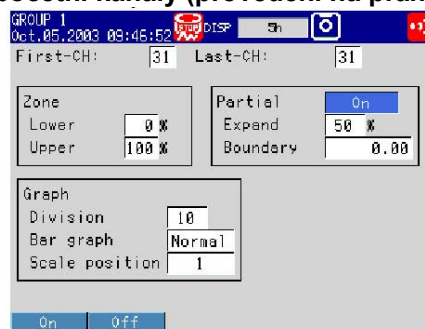 GROUP 1
Oct.05.2003 09:46:52 STOP DISP 5h
First-CH: 31 Last-CH: 31
Zone
Lower 0 %
Upper 100 %
Partial On
Expand 50 %
Boundary 0.00
Graph
Division 10
Bar graph Normal
Scale position 1
On Off